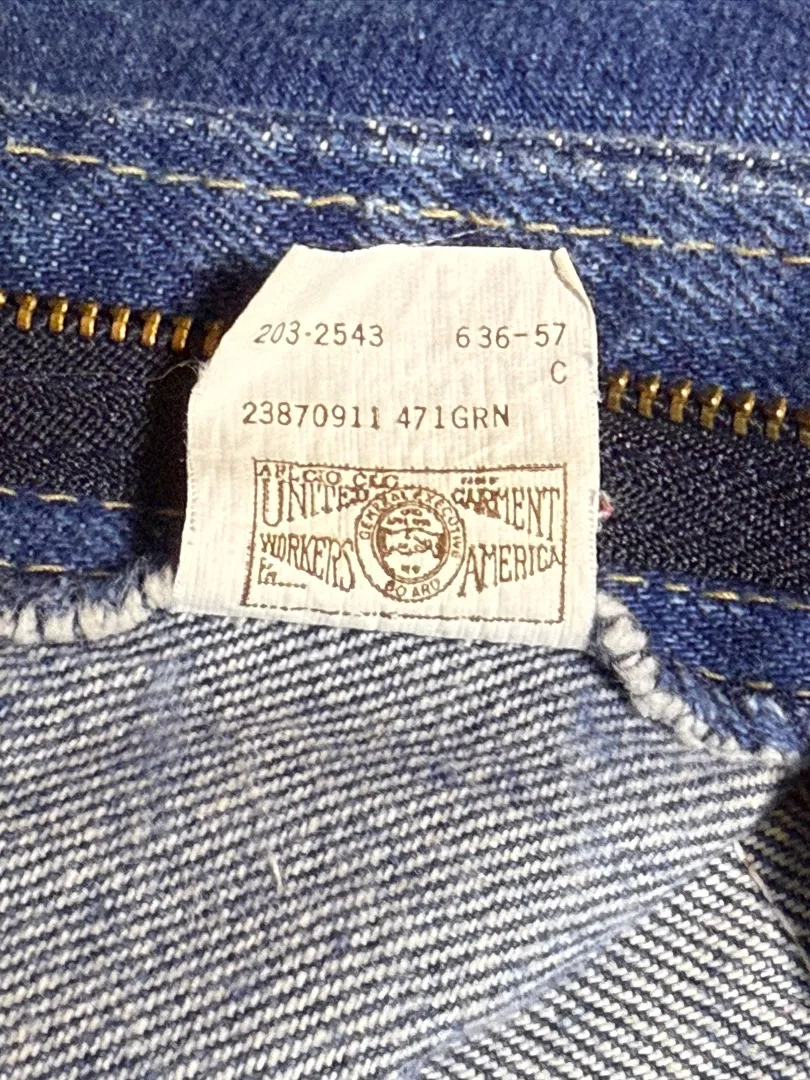 203-2543 636-57
C
23870911 471GRN
AFL CIO CLC
UNITED GARMENT
WORKERS AMERICA
GENERAL EXECUTIVE
BOARD